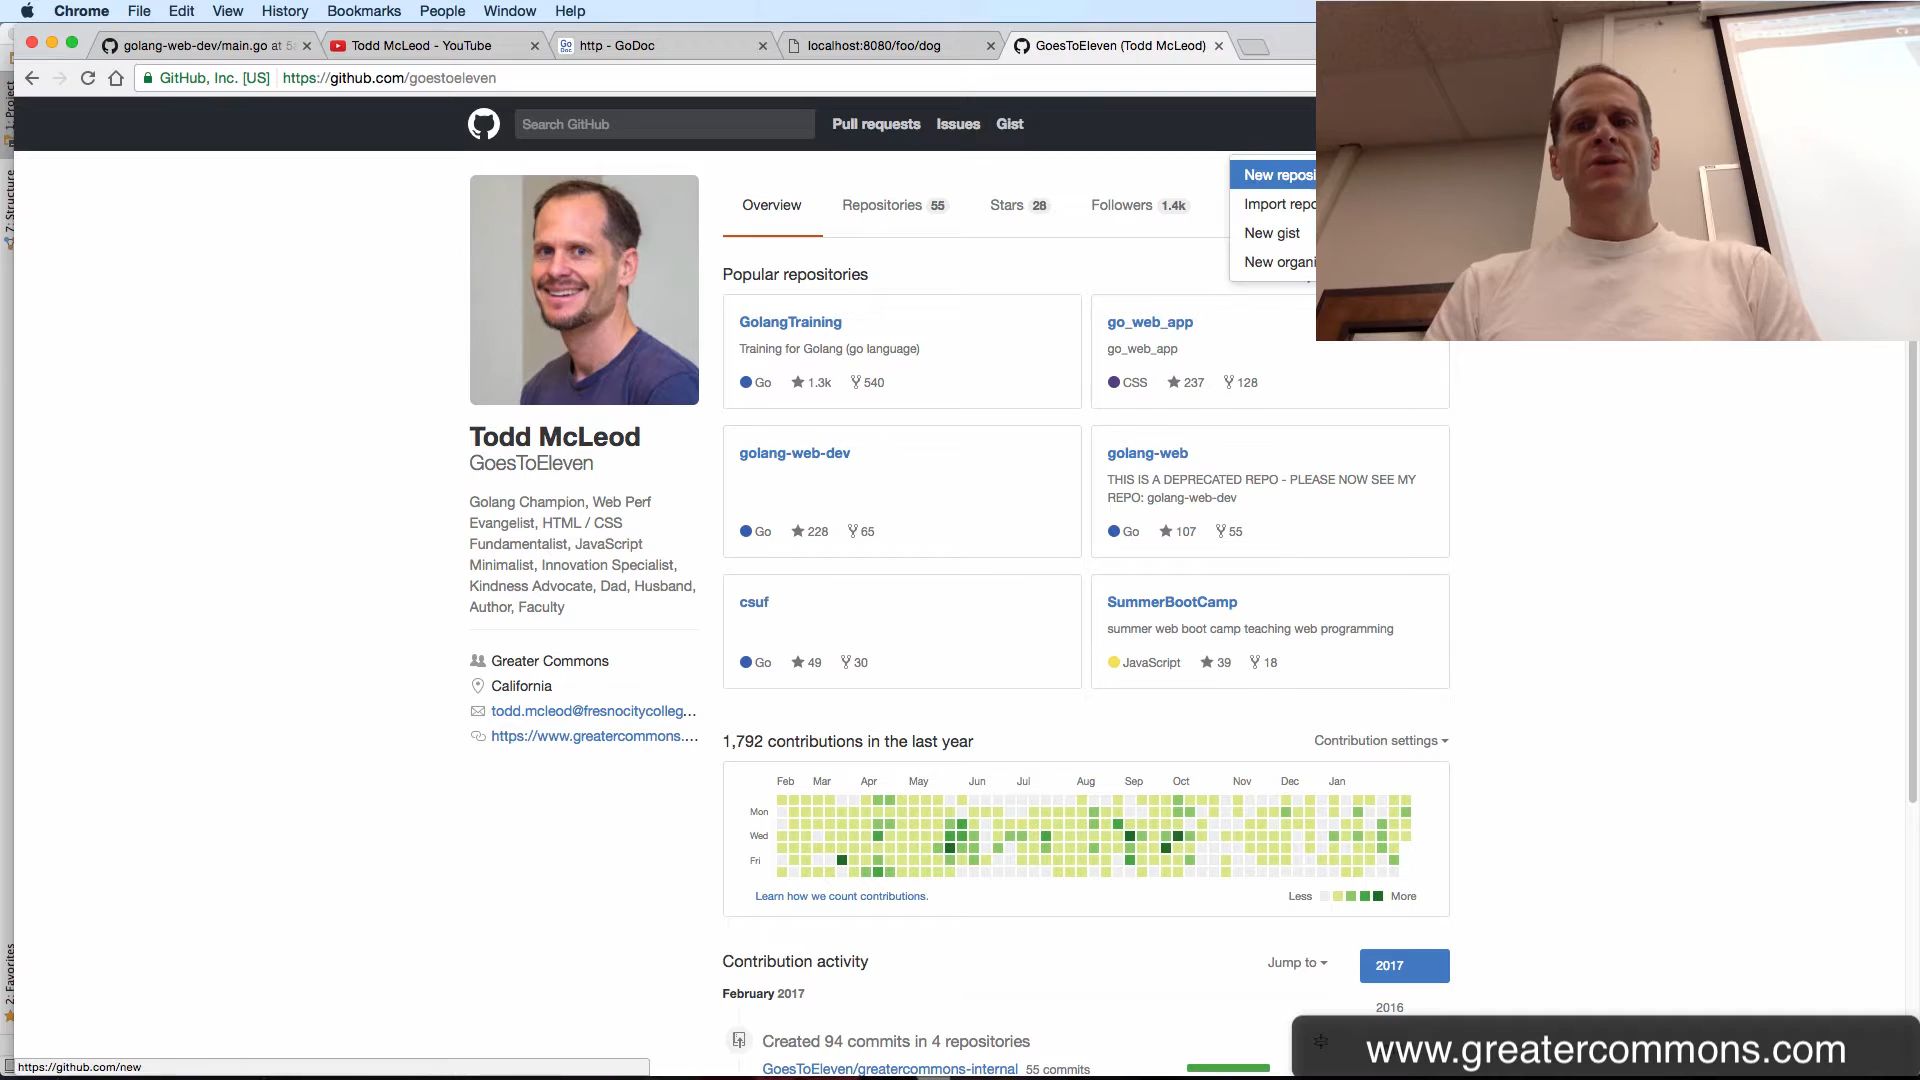 Chrome File Edit View History Bookmarks People Window Help
golang-web-dev/main.go at 5a
Todd McLeod - YouTube
Go Doc
http - GoDoc
localhost:8080/foo/dog
GoesToEleven (Todd McLeod)
GitHub, Inc. [US] https://github.com/goestoeleven
1: Project
7: Structure
2: Favorites
Search GitHub
Pull requests Issues Gist
New reposi
Import repo
New gist
New organi
Overview Repositories 55 Stars 28 Followers 1.4k
Todd McLeod
GoesToEleven
Golang Champion, Web Perf
Evangelist, HTML / CSS
Fundamentalist, JavaScript
Minimalist, Innovation Specialist,
Kindness Advocate, Dad, Husband,
Author, Faculty
Greater Commons
California
todd.mcleod@fresnocitycolleg...
https://www.greatercommons....
Popular repositories
GolangTraining
Training for Golang (go language)
Go 1.3k 540
go_web_app
go_web_app
CSS 237 128
golang-web-dev
Go 228 65
golang-web
THIS IS A DEPRECATED REPO - PLEASE NOW SEE MY
REPO: golang-web-dev
Go 107 55
csuf
Go 49 30
SummerBootCamp
summer web boot camp teaching web programming
JavaScript 39 18
1,792 contributions in the last year
Contribution settings
Feb Mar Apr May Jun Jul Aug Sep Oct Nov Dec Jan
Mon
Wed
Fri
Learn how we count contributions.
Less More
Contribution activity
Jump to
2017
2016
February 2017
Created 94 commits in 4 repositories
GoesToEleven/greatercommons-internal 55 commits
https://github.com/new
www.greatercommons.com